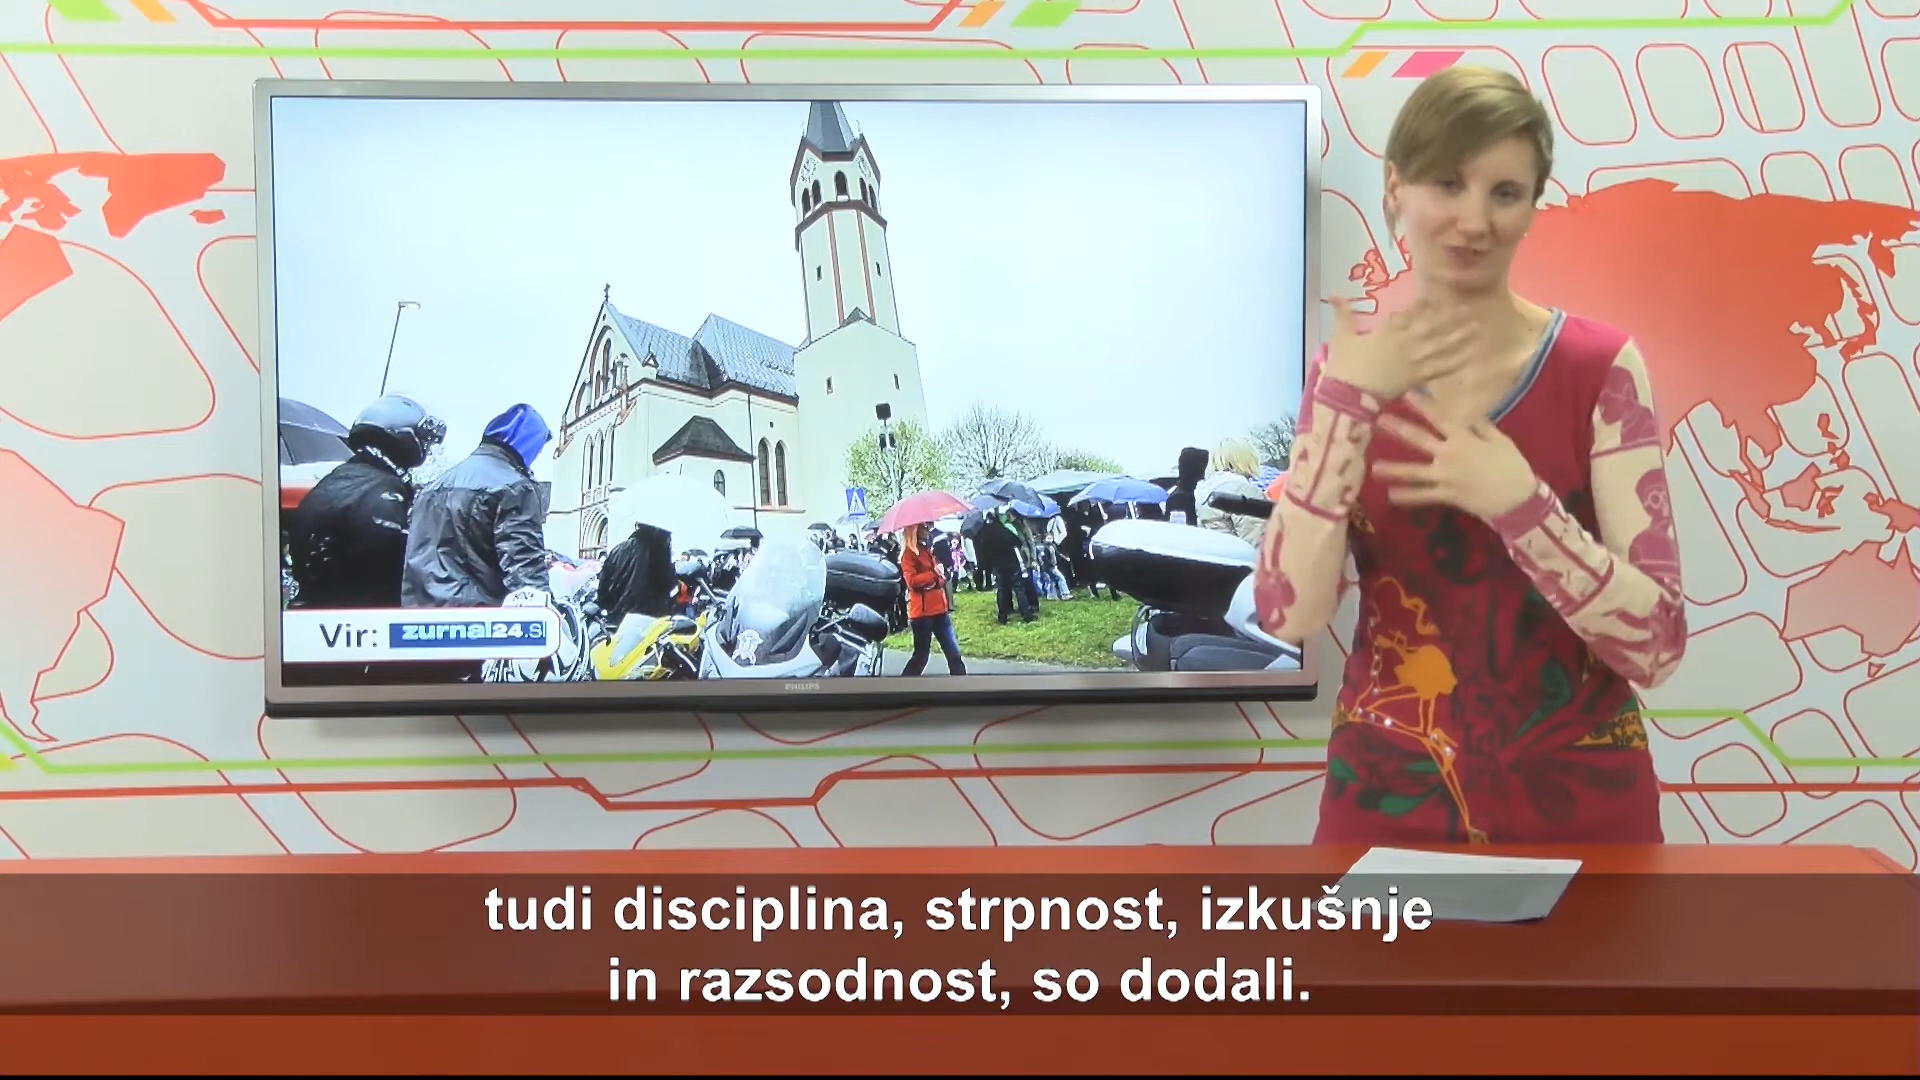 Vir: zurnal24.si
PHILIPS
tudi disciplina, strpnost, izkušnje
in razsodnost, so dodali.